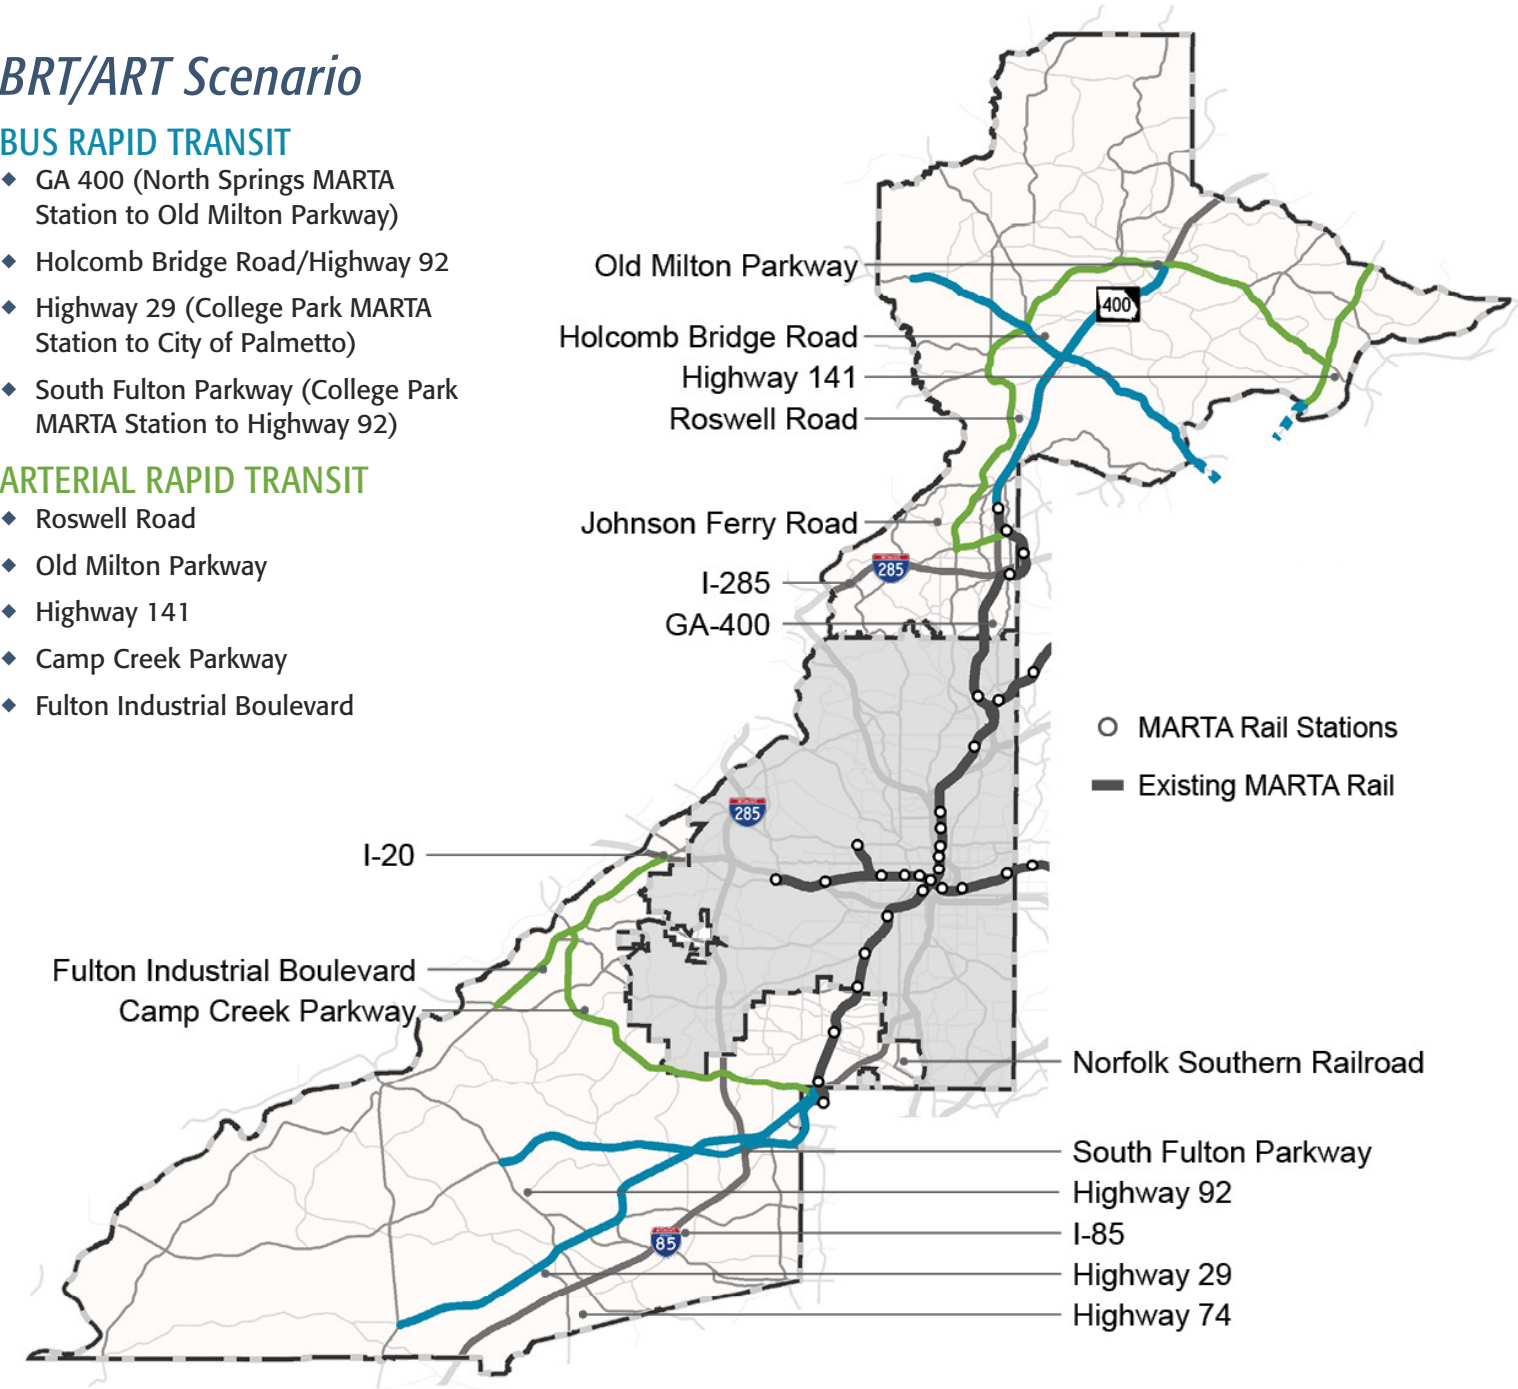 BRT/ART Scenario
BUS RAPID TRANSIT
◆ GA 400 (North Springs MARTA
Station to Old Milton Parkway)
◆ Holcomb Bridge Road/Highway 92
◆ Highway 29 (College Park MARTA
Station to City of Palmetto)
◆ South Fulton Parkway (College Park
MARTA Station to Highway 92)
ARTERIAL RAPID TRANSIT
◆ Roswell Road
◆ Old Milton Parkway
◆ Highway 141
◆ Camp Creek Parkway
◆ Fulton Industrial Boulevard
Old Milton Parkway
400
Holcomb Bridge Road
Highway 141
Roswell Road
Johnson Ferry Road
285
I-285
GA-400
MARTA Rail Stations
Existing MARTA Rail
285
I-20
Fulton Industrial Boulevard
Camp Creek Parkway
Norfolk Southern Railroad
South Fulton Parkway
Highway 92
I-85
85
Highway 29
Highway 74